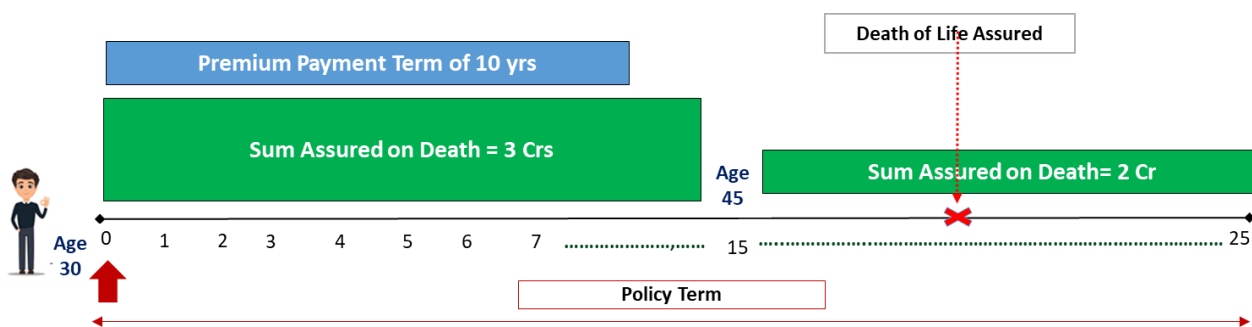 Death of Life Assured
Premium Payment Term of 10 yrs
Sum Assured on Death = 3 Crs
Age
45
Sum Assured on Death= 2 Cr
Age
30
0 1 2 3 4 5 6 7 ......................,...... 15 ................................................ 25
Policy Term